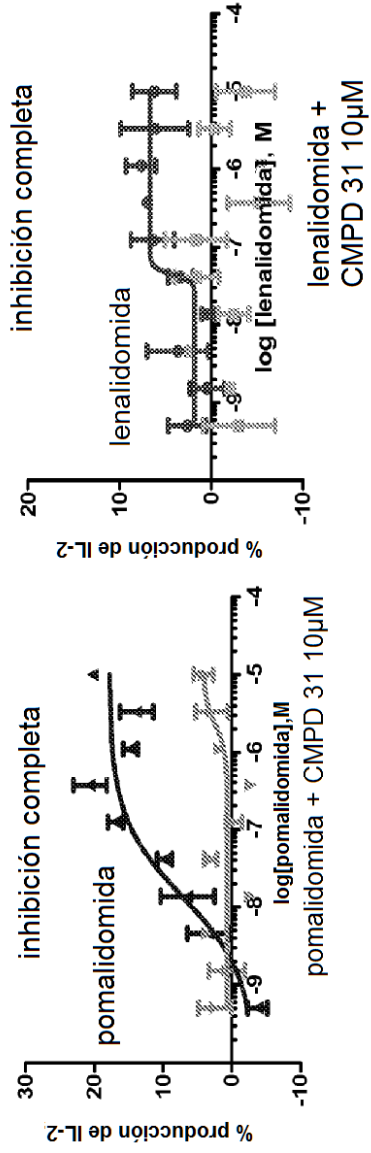 inhibición completa
pomalidomida
% producción de IL-2
30
20
10
0
-10
-9
-8
-7
-6
-5
-4
log[pomalidomida],M
pomalidomida + CMPD 31 10µM
inhibición completa
lenalidomida
% producción de IL-2
20
10
0
-10
-9
-8
-7
-6
-5
-4
log [lenalidomida], M
lenalidomida +
CMPD 31 10µM